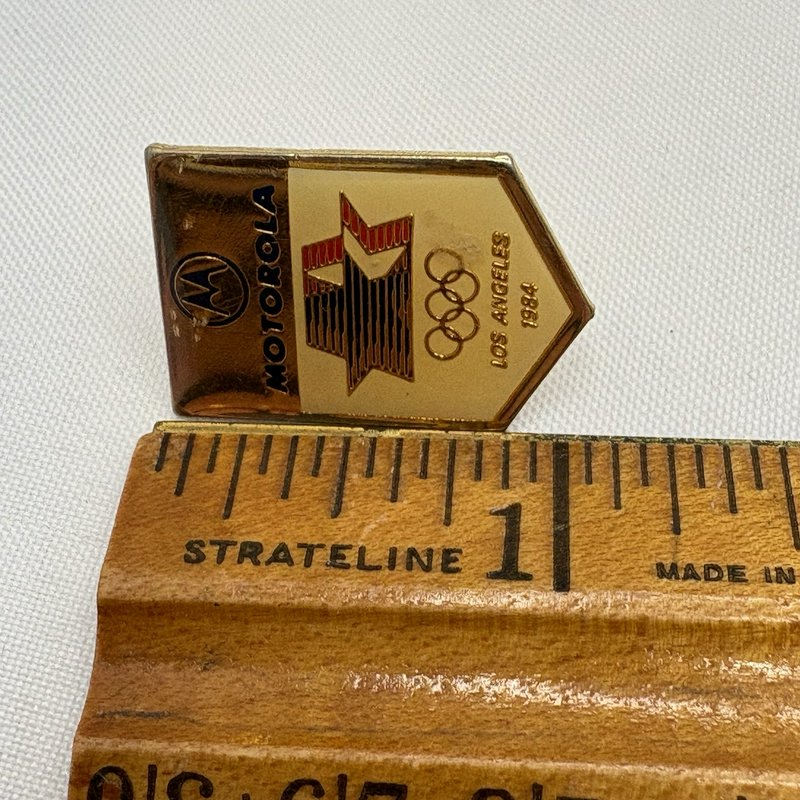 MOTOROLA
LOS ANGELES
1984
STRATELINE
1
MADE IN